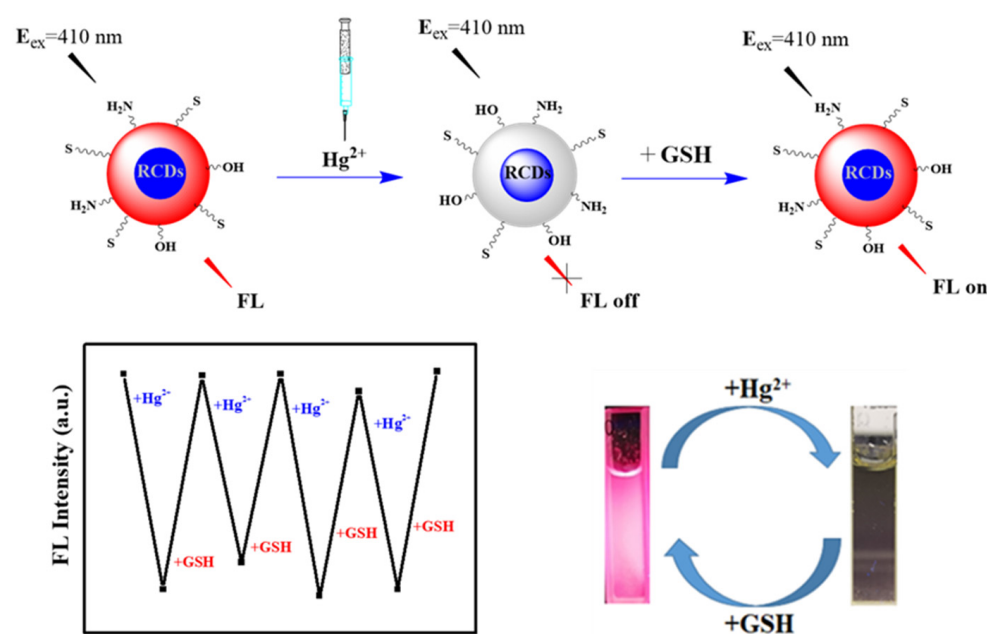 Eex=410 nm
H2N
S
S
RCDs
OH
H2N
S
S
OH
FL
Hg2+
Eex=410 nm
HO
NH2
S
S
RCDs
HO
NH2
S
OH
FL off
+ GSH
Eex=410 nm
H2N
S
S
RCDs
OH
H2N
S
S
OH
FL on
FL Intensity (a.u.)
+Hg2+
+Hg2+
+Hg2+
+Hg2+
+GSH
+GSH
+GSH
+GSH
+Hg2+
+GSH